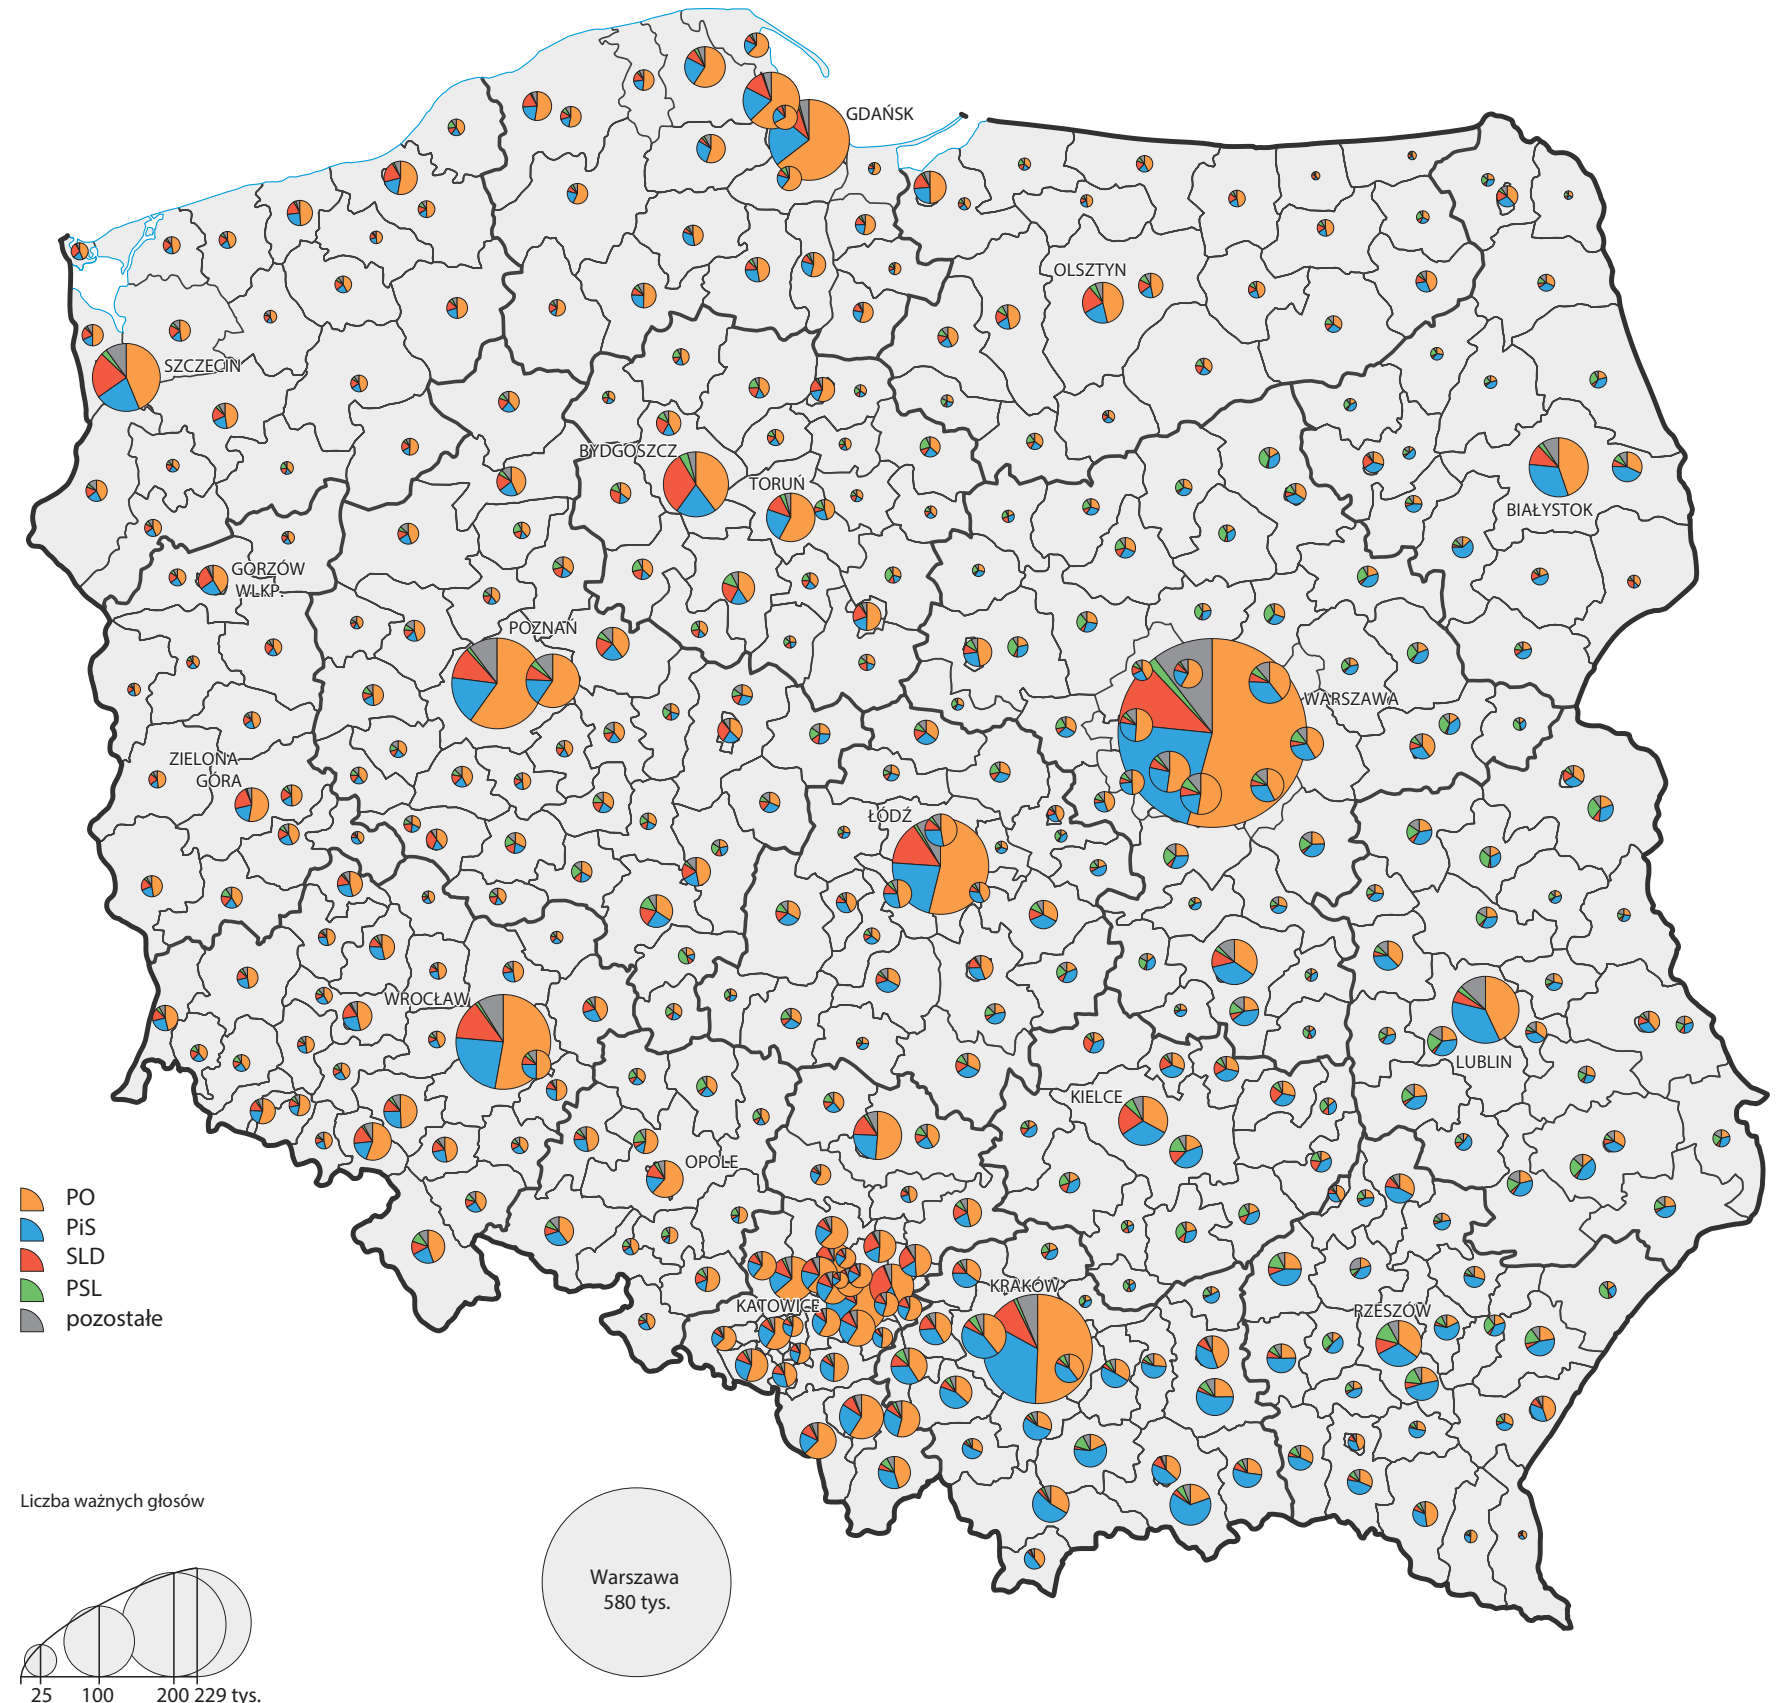 GDAŃSK
OLSZTYN
SZCZECIN
BYDGOSZCZ
TORUŃ
BIAŁYSTOK
GORZÓW
WLKP.
POZNAŃ
WARSZAWA
ZIELONA
GÓRA
ŁÓDŹ
WROCŁAW
LUBLIN
KIELCE
OPOLE
KRAKÓW
KATOWICE
RZESZÓW
PO
PiS
SLD
PSL
pozostałe
Liczba ważnych głosów
25 100 200 229 tys.
Warszawa
580 tys.